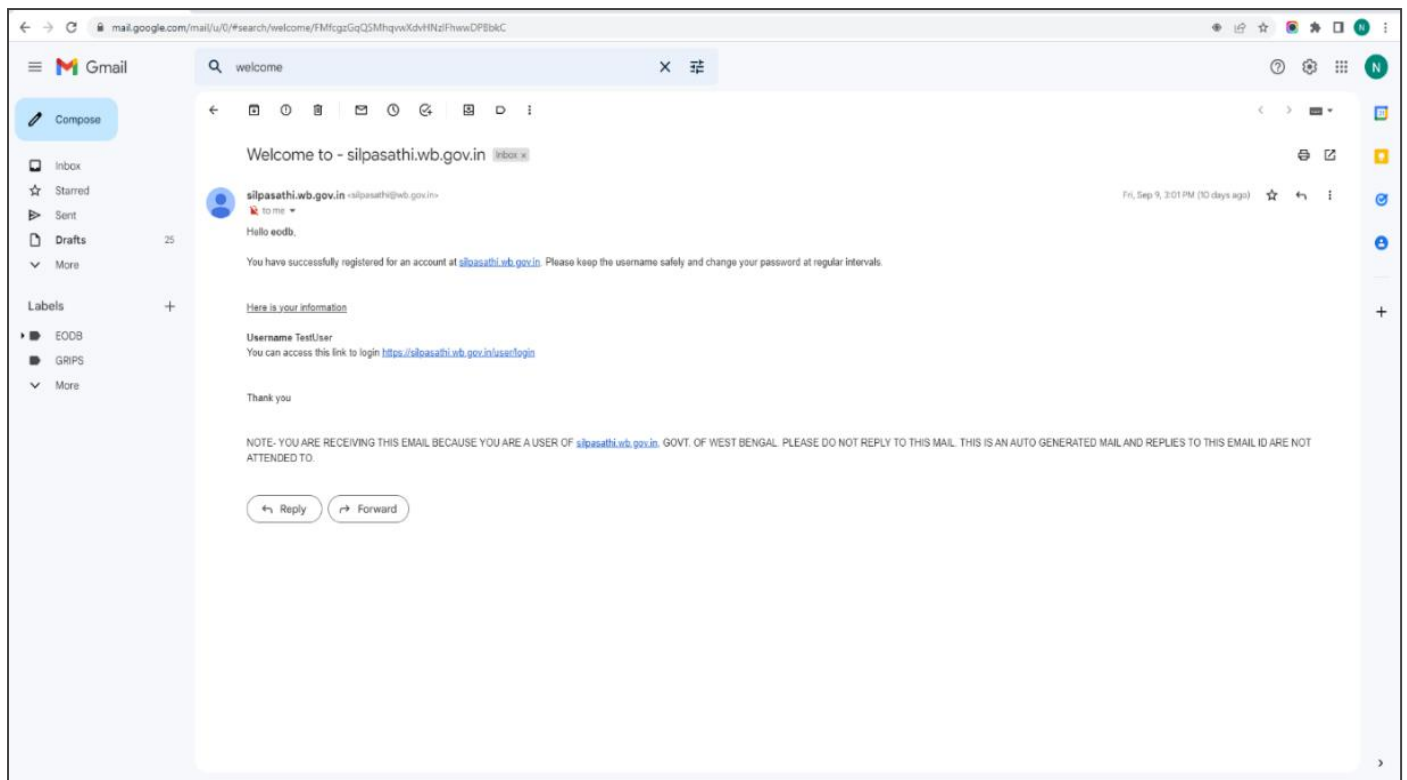 mail.google.com/mail/u/0/#search/welcome/FMfcgzGqQSMhqvwXdvHNzlFhwwDPBbkC
N
Gmail
welcome
N
Compose
Inbox
Starred
Sent
Drafts 25
More
Labels
EODB
GRIPS
More
Welcome to - silpasathi.wb.gov.in Inbox x
silpasathi.wb.gov.in <silpasathi@wb.gov.in> Fri, Sep 9, 3:01 PM (10 days ago)
to me
Hello eodb,
You have successfully registered for an account at silpasathi.wb.gov.in. Please keep the username safely and change your password at regular intervals.
Here is your information
Username TestUser
You can access this link to login https://silpasathi.wb.gov.in/user/login
Thank you
NOTE- YOU ARE RECEIVING THIS EMAIL BECAUSE YOU ARE A USER OF silpasathi.wb.gov.in, GOVT. OF WEST BENGAL. PLEASE DO NOT REPLY TO THIS MAIL. THIS IS AN AUTO GENERATED MAIL AND REPLIES TO THIS EMAIL ID ARE NOT
ATTENDED TO.
Reply Forward